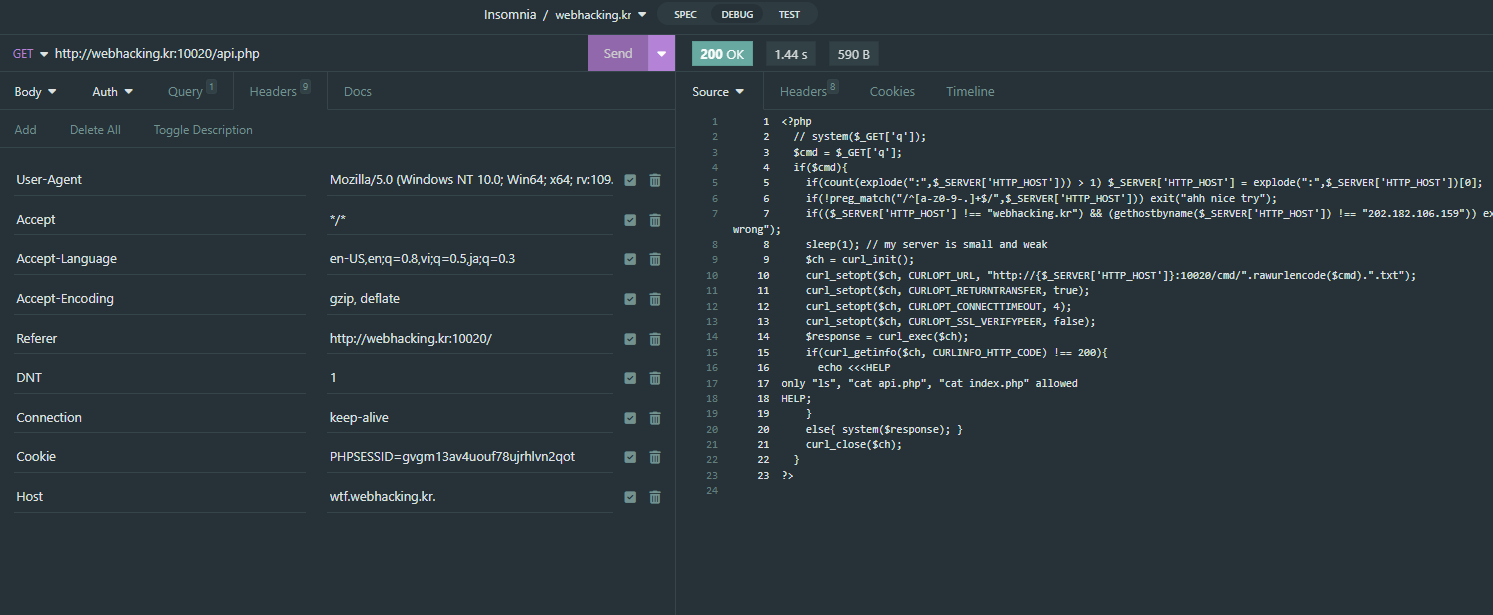 Insomnia / webhacking.kr SPEC DEBUG TEST
GET http://webhacking.kr:10020/api.php Send 200 OK 1.44 s 590 B
Body Auth Query 1 Headers 9 Docs Source Headers 8 Cookies Timeline
Add Delete All Toggle Description
User-Agent Mozilla/5.0 (Windows NT 10.0; Win64; x64; rv:109.
Accept */*
Accept-Language en-US,en;q=0.8,vi;q=0.5,ja;q=0.3
Accept-Encoding gzip, deflate
Referer http://webhacking.kr:10020/
DNT 1
Connection keep-alive
Cookie PHPSESSID=gvgm13av4uouf78ujrhlvn2qot
Host wtf.webhacking.kr.
1 1 <?php
2 2 // system($_GET['q']);
3 3 $cmd = $_GET['q'];
4 4 if($cmd){
5 5 if(count(explode(":",$_SERVER['HTTP_HOST'])) > 1) $_SERVER['HTTP_HOST'] = explode(":",$_SERVER['HTTP_HOST'])[0];
6 6 if(!preg_match("/^[a-z0-9-.]+$/",$_SERVER['HTTP_HOST'])) exit("ahh nice try");
7 7 if(($_SERVER['HTTP_HOST'] !== "webhacking.kr") && (gethostbyname($_SERVER['HTTP_HOST']) !== "202.182.106.159")) ex
wrong");
8 8 sleep(1); // my server is small and weak
9 9 $ch = curl_init();
10 10 curl_setopt($ch, CURLOPT_URL, "http://{$_SERVER['HTTP_HOST']}:10020/cmd/".rawurlencode($cmd).".txt");
11 11 curl_setopt($ch, CURLOPT_RETURNTRANSFER, true);
12 12 curl_setopt($ch, CURLOPT_CONNECTTIMEOUT, 4);
13 13 curl_setopt($ch, CURLOPT_SSL_VERIFYPEER, false);
14 14 $response = curl_exec($ch);
15 15 if(curl_getinfo($ch, CURLINFO_HTTP_CODE) !== 200){
16 16 echo <<<HELP
17 17 only "ls", "cat api.php", "cat index.php" allowed
18 18 HELP;
19 19 }
20 20 else{ system($response); }
21 21 curl_close($ch);
22 22 }
23 23 ?>
24